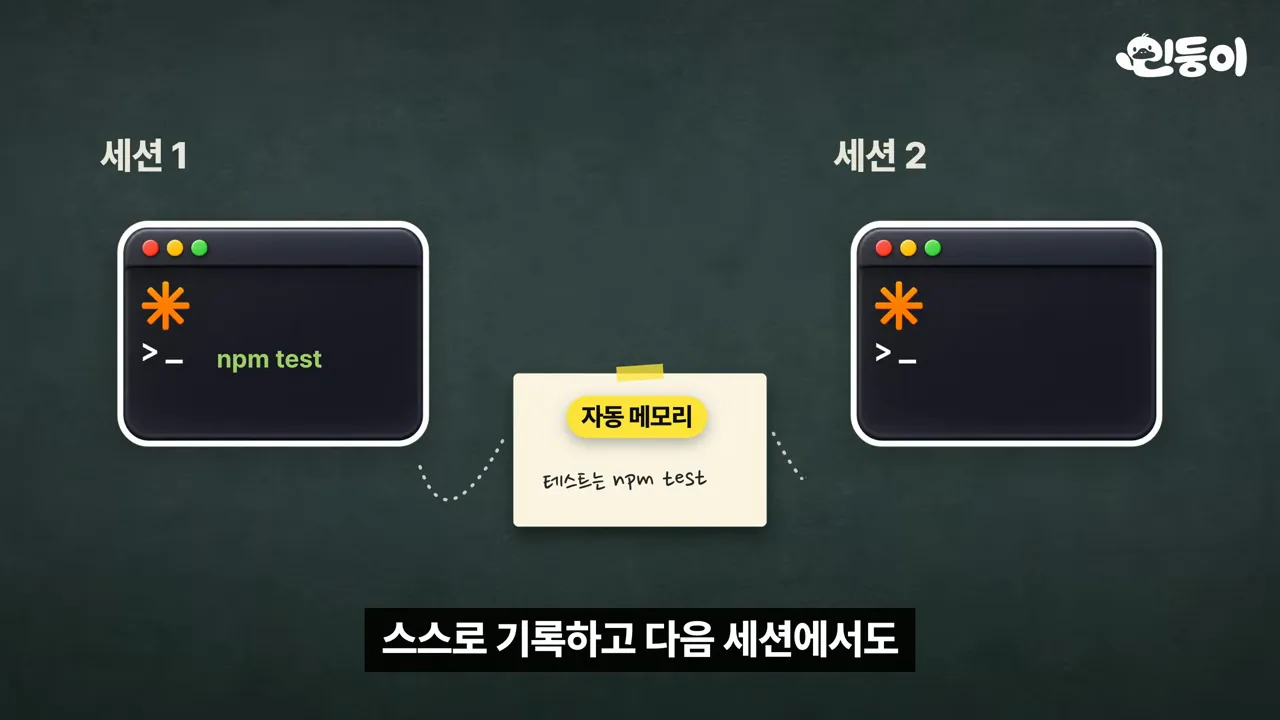 인둥이
세션 1
세션 2
>_ npm test
>_
자동 메모리
테스트는 npm test
스스로 기록하고 다음 세션에서도